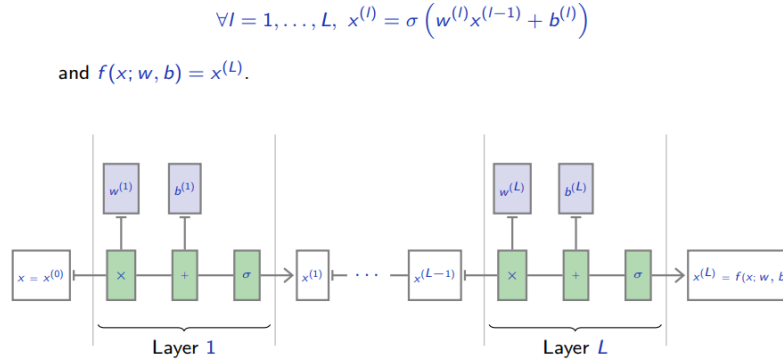 ∀l = 1, . . . , L, x^(l) = σ ( w^(l) x^(l−1) + b^(l) )
and f(x; w, b) = x^(L).
w^(1) b^(1) w^(L) b^(L)
x = x^(0) × + σ x^(1) · · · x^(L−1) × + σ x^(L) = f(x; w, b
Layer 1 Layer L